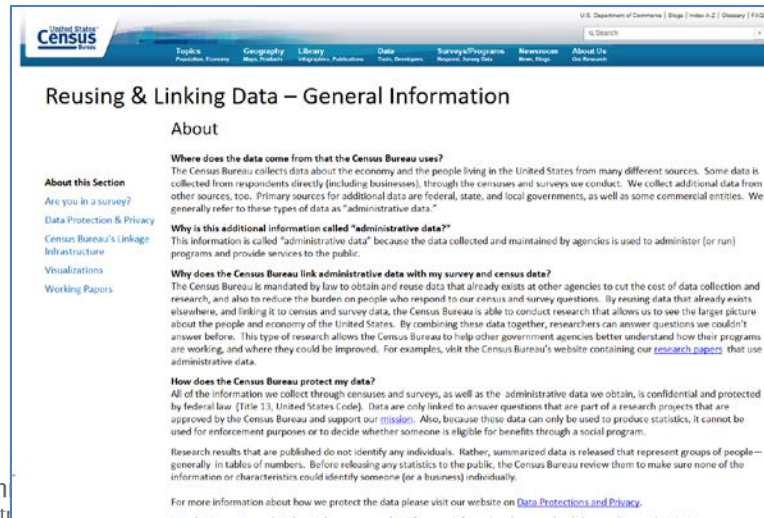 U.S. Department of Commerce | Blogs | Index A-Z | Glossary | FAQ
United States
Census
Bureau
Search
Topics
Population, Economy
Geography
Maps, Products
Library
Infographics, Publications
Data
Tools, Developers
Surveys/Programs
Respond, Survey Data
Newsroom
News, Blogs
About Us
Our Research
Reusing & Linking Data – General Information
About
About this Section
Are you in a survey?
Data Protection & Privacy
Census Bureau's Linkage
Infrastructure
Visualizations
Working Papers
Where does the data come from that the Census Bureau uses?
The Census Bureau collects data about the economy and the people living in the United States from many different sources. Some data is
collected from respondents directly (including businesses), through the censuses and surveys we conduct. We collect additional data from
other sources, too. Primary sources for additional data are federal, state, and local governments, as well as some commercial entities. We
generally refer to these types of data as "administrative data."
Why is this additional information called "administrative data?"
This information is called "administrative data" because the data collected and maintained by agencies is used to administer (or run)
programs and provide services to the public.
Why does the Census Bureau link administrative data with my survey and census data?
The Census Bureau is mandated by law to obtain and reuse data that already exists at other agencies to cut the cost of data collection and
research, and also to reduce the burden on people who respond to our census and survey questions. By reusing data that already exists
elsewhere, and linking it to census and survey data, the Census Bureau is able to conduct research that allows us to see the larger picture
about the people and economy of the United States. By combining these data together, researchers can answer questions we couldn't
answer before. This type of research allows the Census Bureau to help other government agencies better understand how their programs
are working, and where they could be improved. For examples, visit the Census Bureau's website containing our research papers that use
administrative data.
How does the Census Bureau protect my data?
All of the information we collect through censuses and surveys, as well as the administrative data we obtain, is confidential and protected
by federal law (Title 13, United States Code). Data are only linked to answer questions that are part of a research projects that are
approved by the Census Bureau and support our mission. Also, because these data can only be used to produce statistics, it cannot be
used for enforcement purposes or to decide whether someone is eligible for benefits through a social program.
Research results that are published do not identify any individuals. Rather, summarized data is released that represent groups of people—
generally in tables of numbers. Before releasing any statistics to the public, the Census Bureau review them to make sure none of the
information or characteristics could identify someone (or a business) individually.
For more information about how we protect the data please visit our website on Data Protections and Privacy.